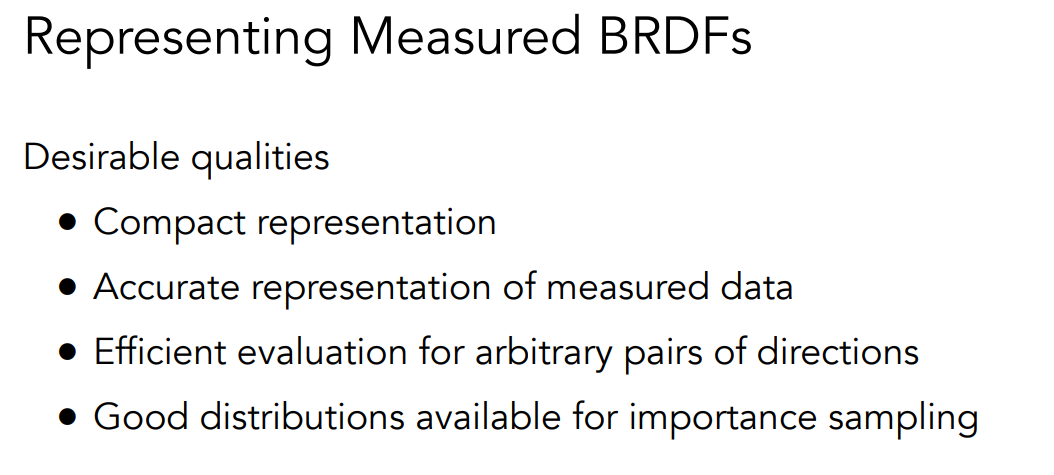 Representing Measured BRDFs
Desirable qualities
● Compact representation
● Accurate representation of measured data
● Efficient evaluation for arbitrary pairs of directions
● Good distributions available for importance sampling